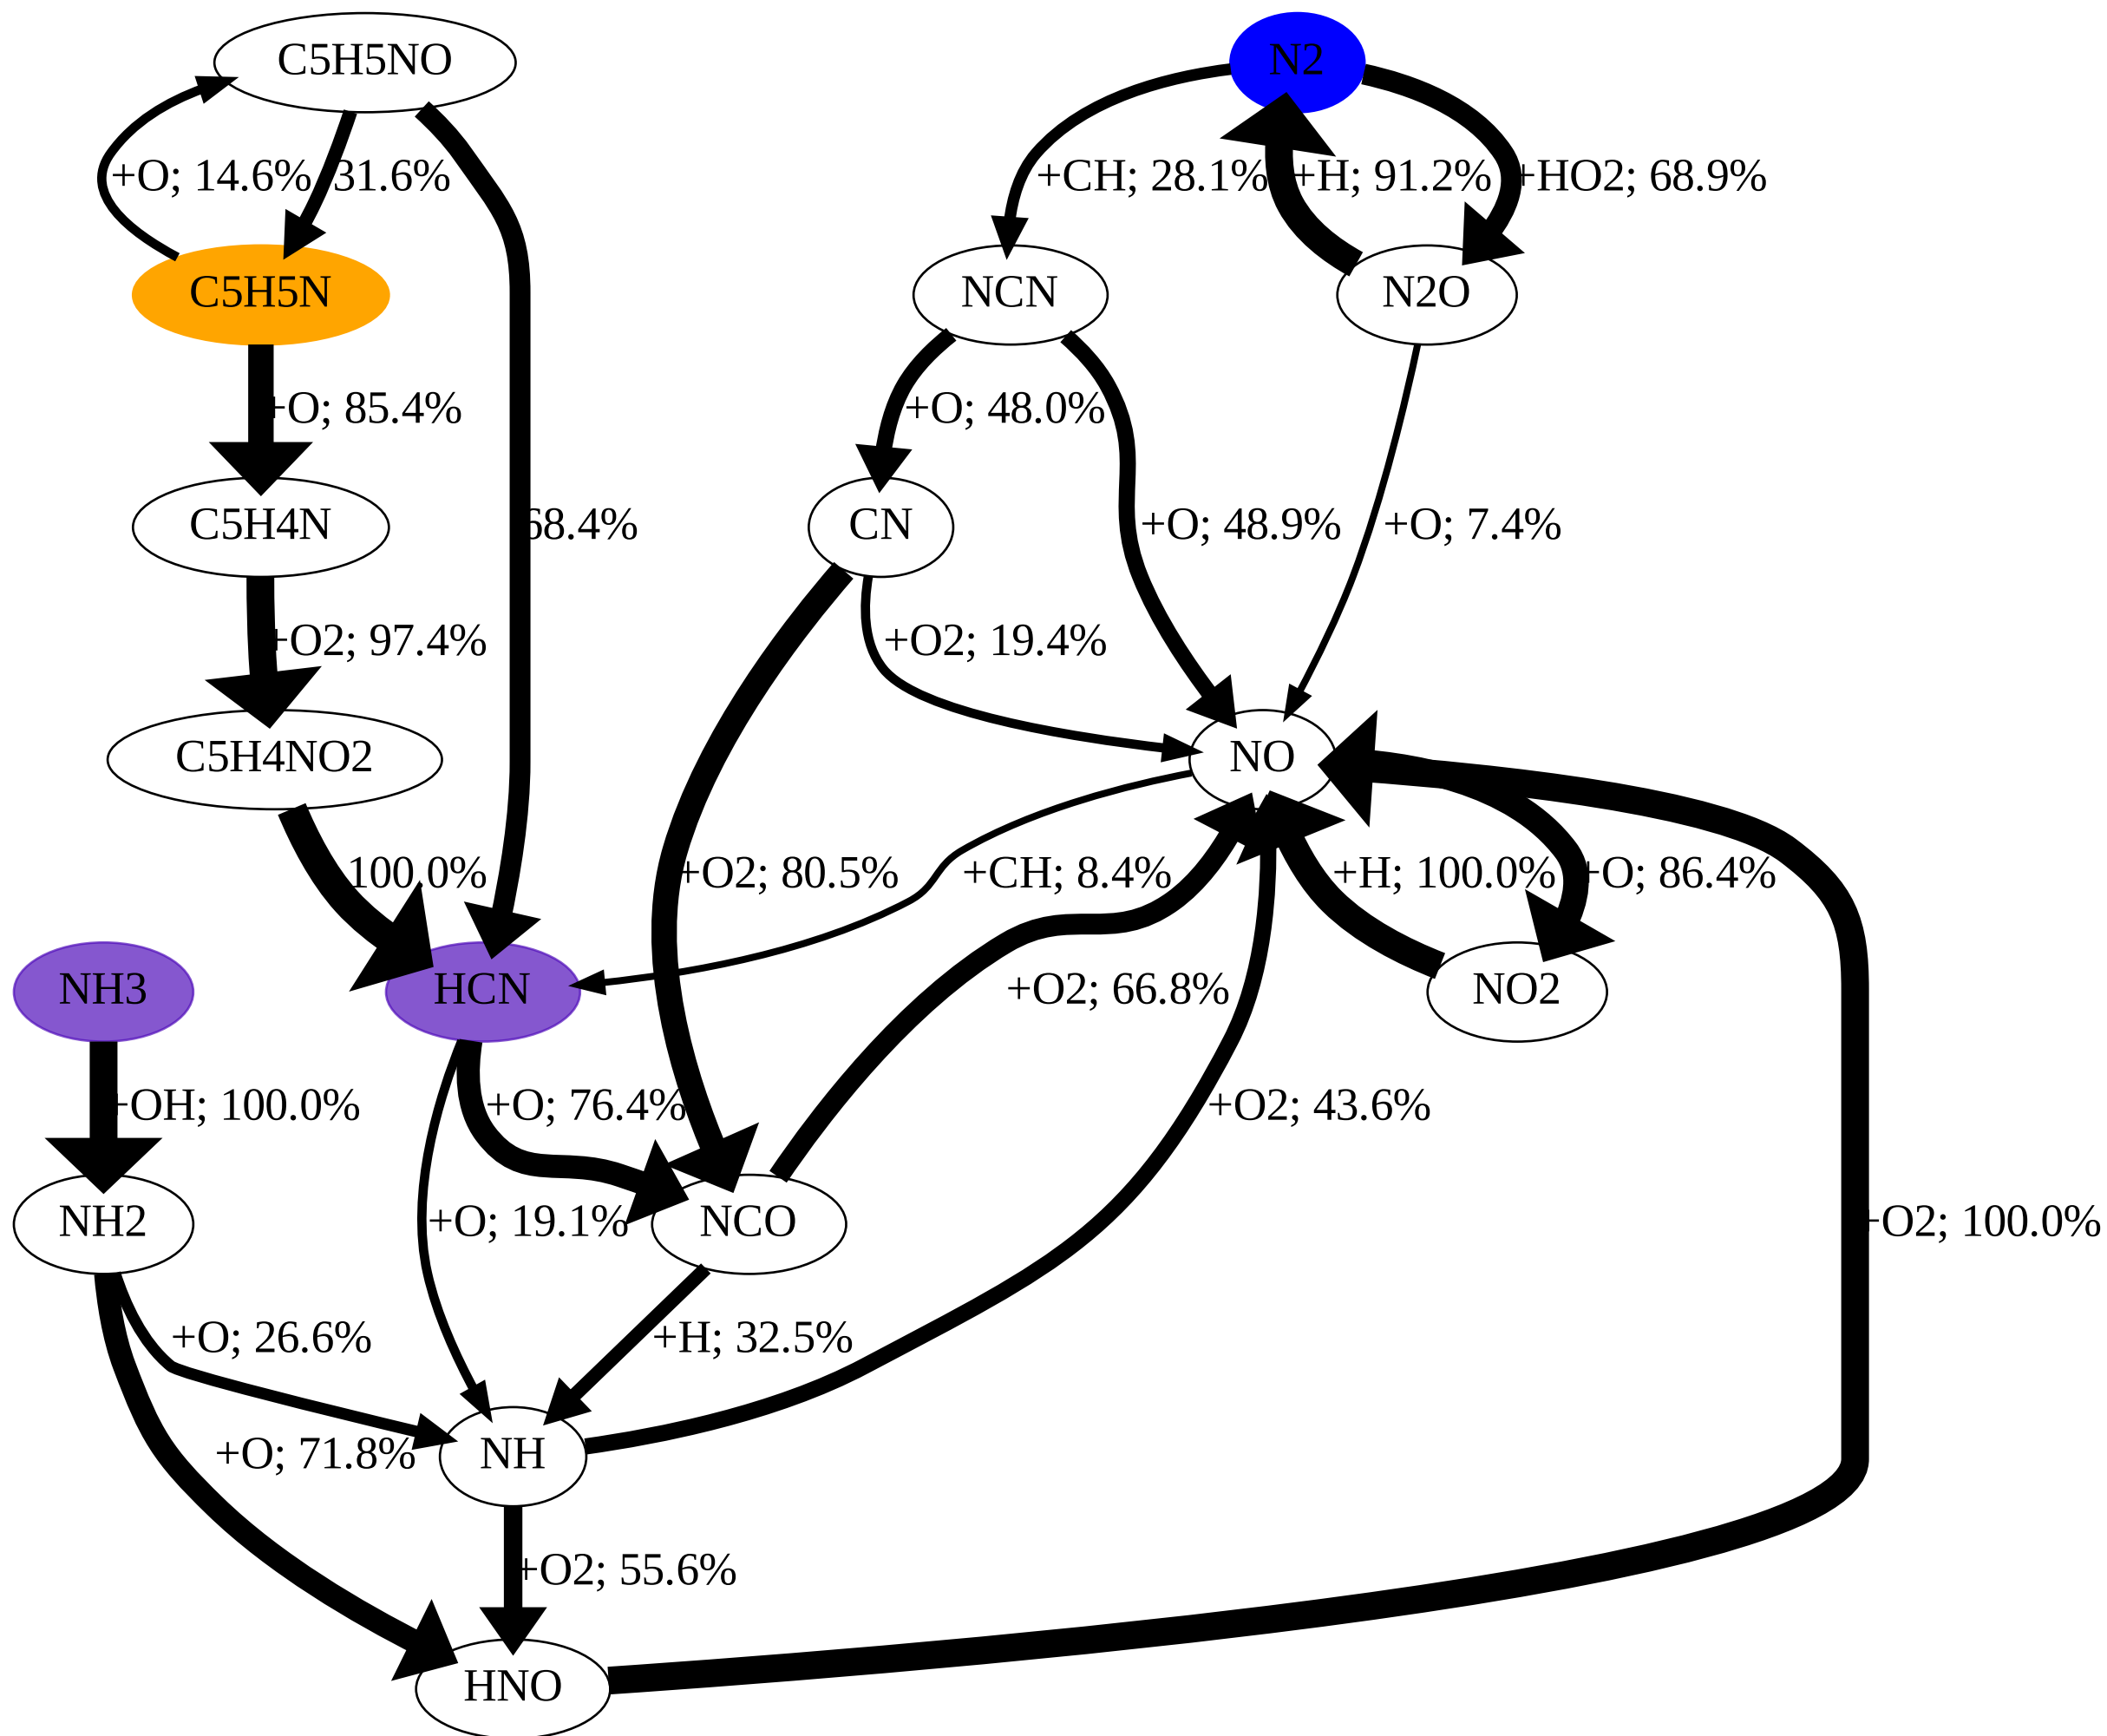 C5H5NO
N2
+O; 14.6%
31.6%
+CH; 28.1%
+H; 91.2%
+HO2; 68.9%
C5H5N
NCN
N2O
+O; 85.4%
+O; 48.0%
C5H4N
68.4%
CN
+O; 48.9%
+O; 7.4%
+O2; 97.4%
+O2; 19.4%
C5H4NO2
NO
100.0%
+O2; 80.5%
+CH; 8.4%
+H; 100.0%
+O; 86.4%
NH3
HCN
+O2; 66.8%
NO2
+OH; 100.0%
+O; 76.4%
+O2; 43.6%
NH2
+O; 19.1%
NCO
+O2; 100.0%
+O; 26.6%
+H; 32.5%
+O; 71.8%
NH
+O2; 55.6%
HNO